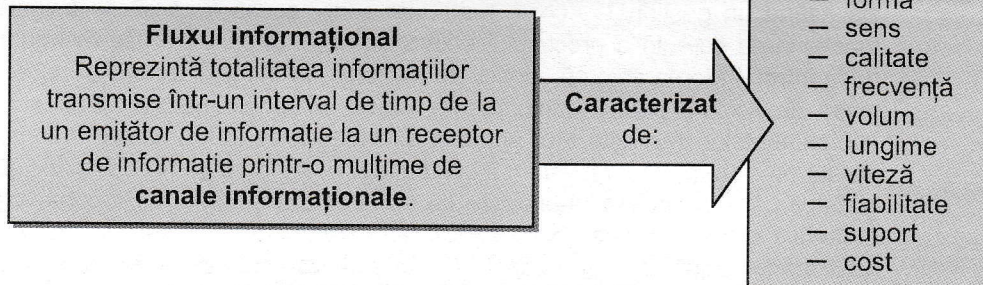 Fluxul informațional
Reprezintă totalitatea informațiilor
transmise într-un interval de timp de la
un emițător de informație la un receptor
de informație printr-o mulțime de
canale informaționale.
Caracterizat
de:
— formă
— sens
— calitate
— frecvență
— volum
— lungime
— viteză
— fiabilitate
— suport
— cost